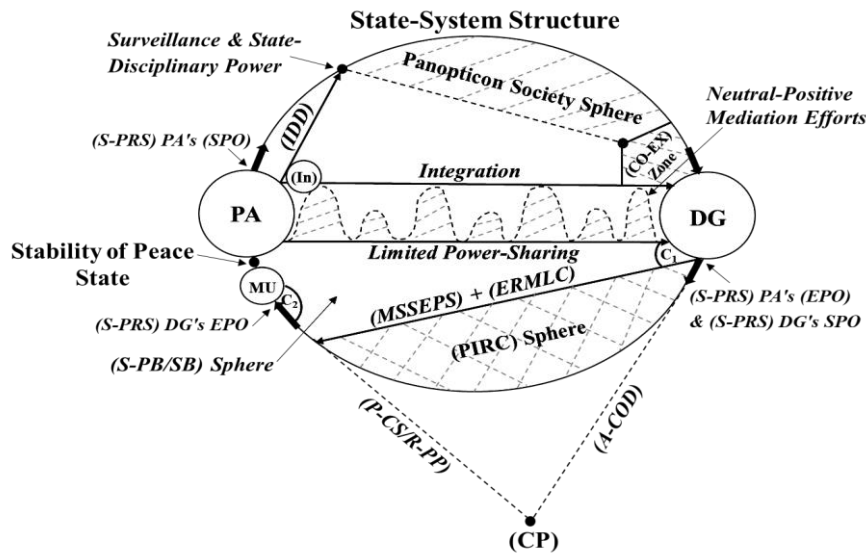 State-System Structure
Surveillance & State-
Disciplinary Power
Panopticon Society Sphere
Neutral-Positive
Mediation Efforts
(IDD)
(S-PRS) PA's (SPO)
(CO-EX)
Zone
(In)
Integration
PA
DG
Limited Power-Sharing
Stability of Peace
State
C₁
MU
C₂
(MSSEPS) + (ERMLC)
(S-PRS) PA's (EPO)
& (S-PRS) DG's SPO
(S-PRS) DG's EPO
(PIRC) Sphere
(S-PB/SB) Sphere
(P-CS/R-PP)
(A-COD)
(CP)